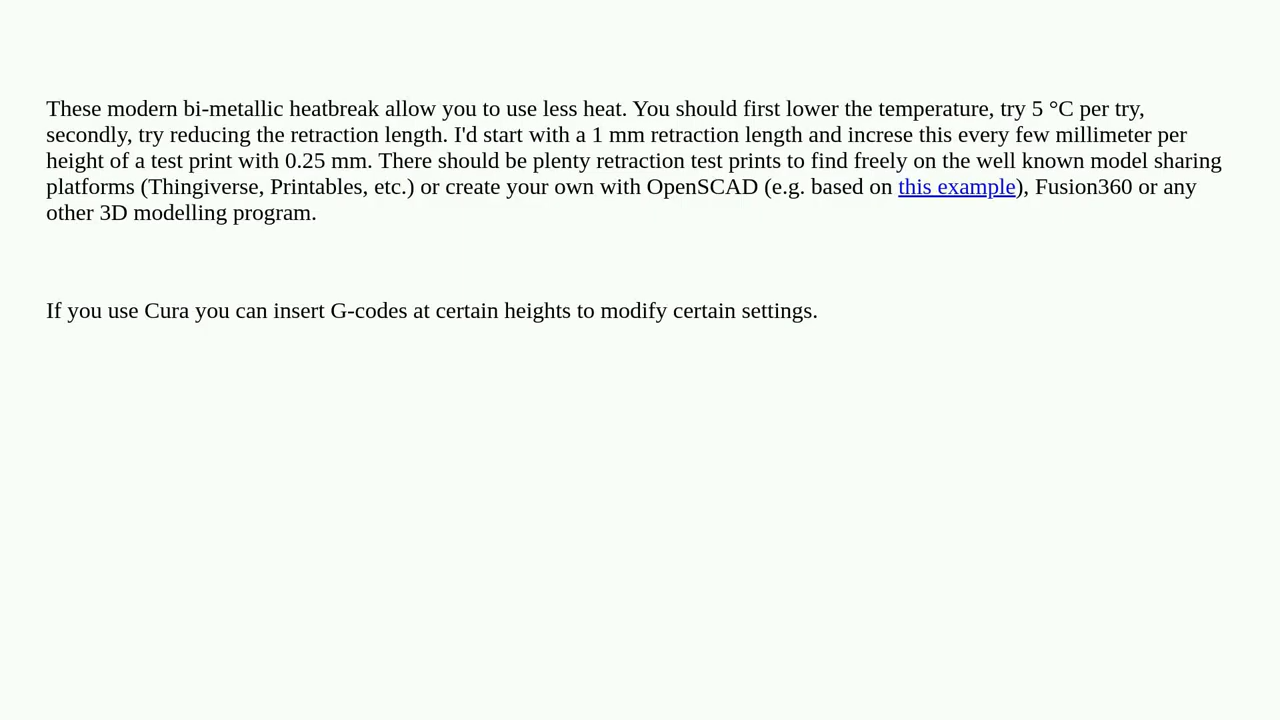 These modern bi-metallic heatbreak allow you to use less heat. You should first lower the temperature, try 5 °C per try,
secondly, try reducing the retraction length. I'd start with a 1 mm retraction length and increse this every few millimeter per
height of a test print with 0.25 mm. There should be plenty retraction test prints to find freely on the well known model sharing
platforms (Thingiverse, Printables, etc.) or create your own with OpenSCAD (e.g. based on this example), Fusion360 or any
other 3D modelling program.
If you use Cura you can insert G-codes at certain heights to modify certain settings.